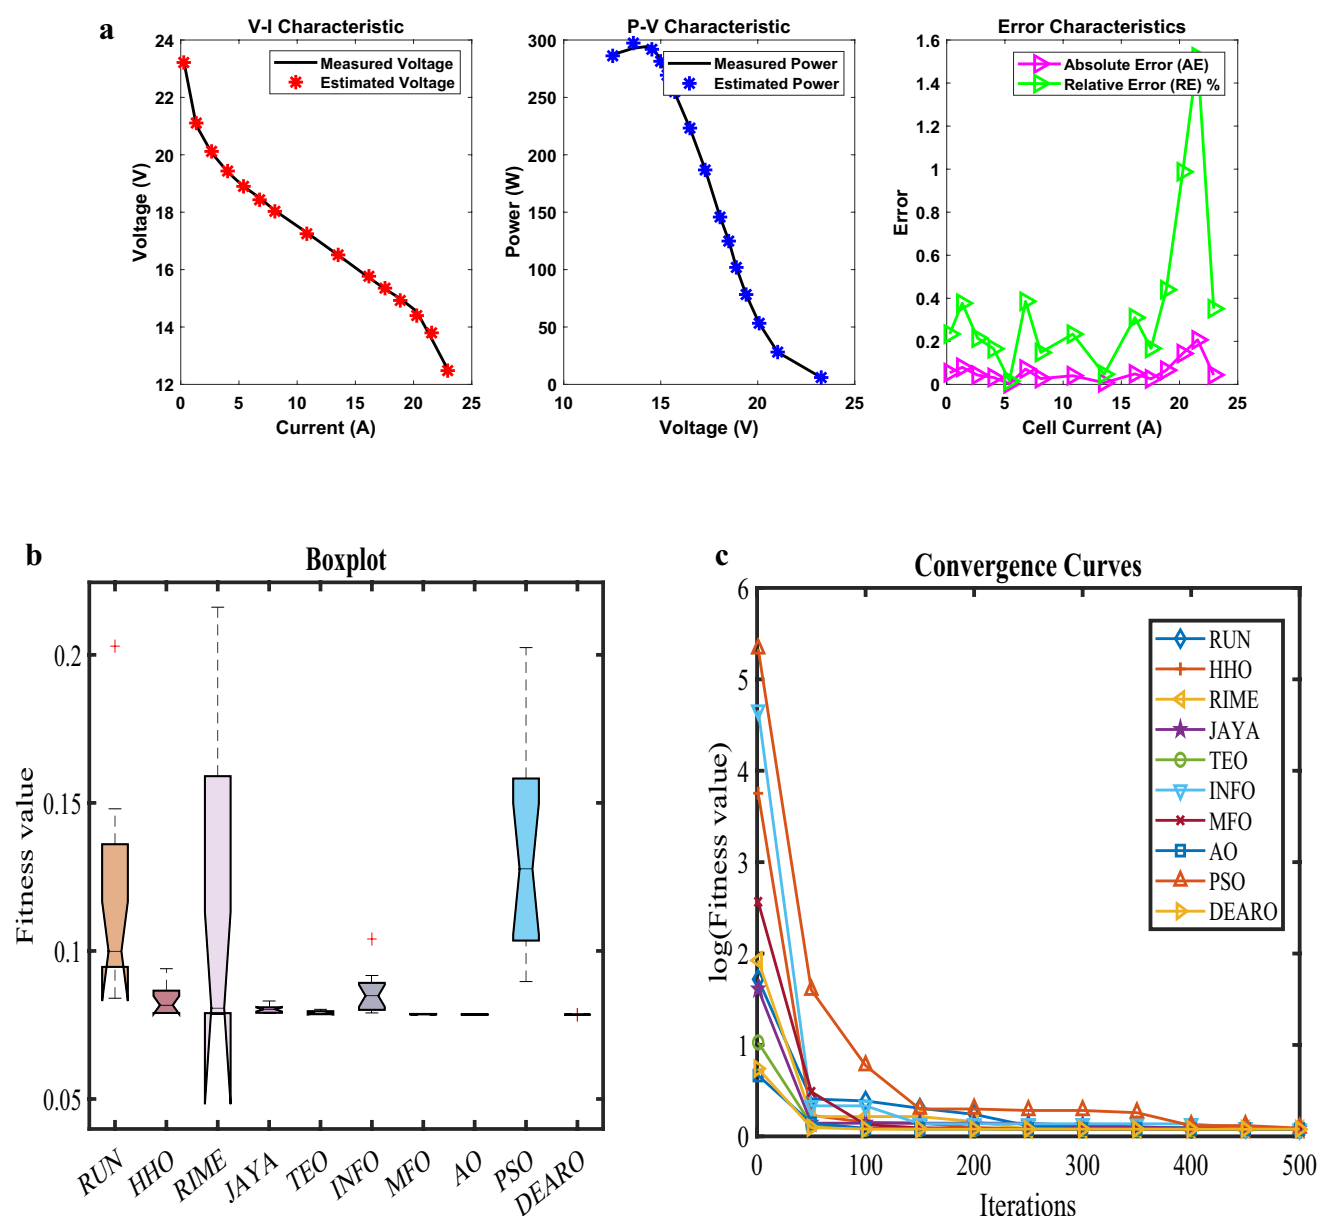 a
V-I Characteristic
24
22
20
18
16
14
12
Voltage (V)
Measured Voltage
Estimated Voltage
0 5 10 15 20 25
Current (A)
P-V Characteristic
300
250
200
150
100
50
0
Power (W)
Measured Power
Estimated Power
10 15 20 25
Voltage (V)
Error Characteristics
1.6
1.4
1.2
1
0.8
0.6
0.4
0.2
0
Error
Absolute Error (AE)
Relative Error (RE) %
0 5 10 15 20 25
Cell Current (A)
b
Boxplot
0.2
0.15
0.1
0.05
Fitness value
RUN HHO RIME JAYA TEO INFO MFO AO PSO DEARO
c
Convergence Curves
6
5
4
3
2
1
0
log(Fitness value)
RUN
HHO
RIME
JAYA
TEO
INFO
MFO
AO
PSO
DEARO
0 100 200 300 400 500
Iterations